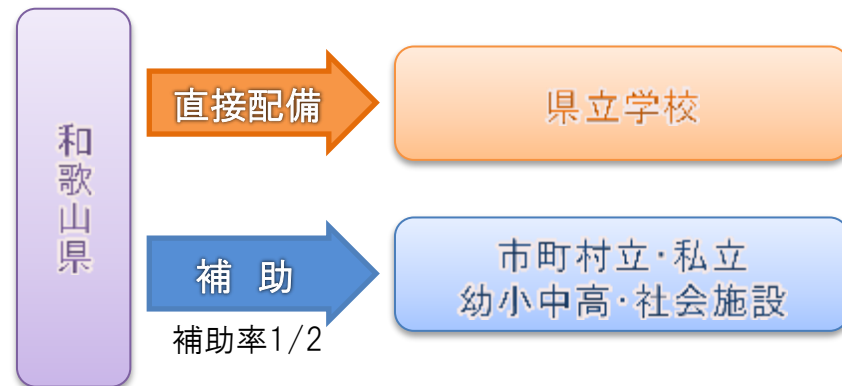 和歌山県
直接配備
県立学校
補 助
補助率1/2
市町村立･私立
幼小中高･社会施設